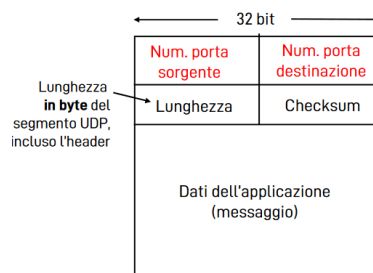 32 bit
Num. porta
sorgente
Num. porta
destinazione
Lunghezza
in byte del
segmento UDP,
incluso l'header
Lunghezza
Checksum
Dati dell'applicazione
(messaggio)